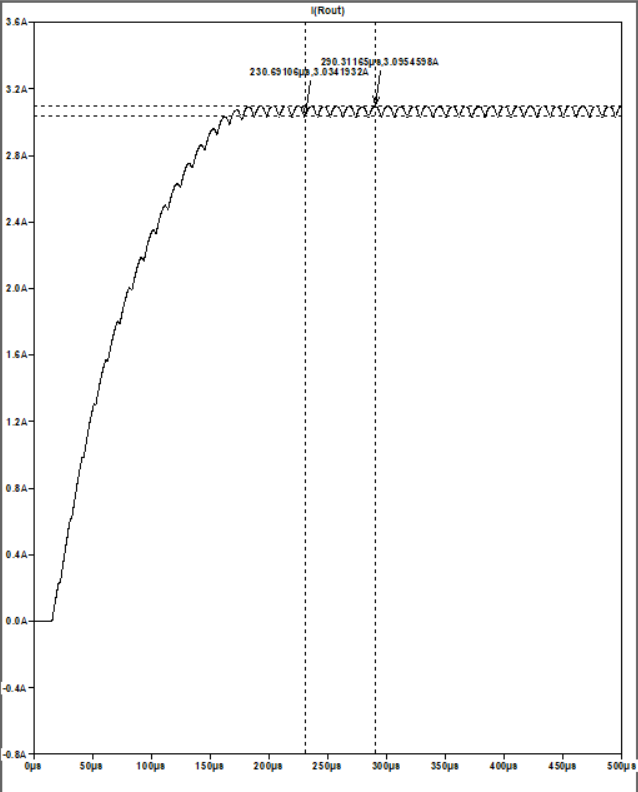 I(Rout)
3.6A
290.31165µs,3.0954598A
230.69106µs,3.0341932A
3.2A
2.8A
2.4A
2.0A
1.6A
1.2A
0.8A
0.4A
0.0A
-0.4A
-0.8A
0µs 50µs 100µs 150µs 200µs 250µs 300µs 350µs 400µs 450µs 500µs